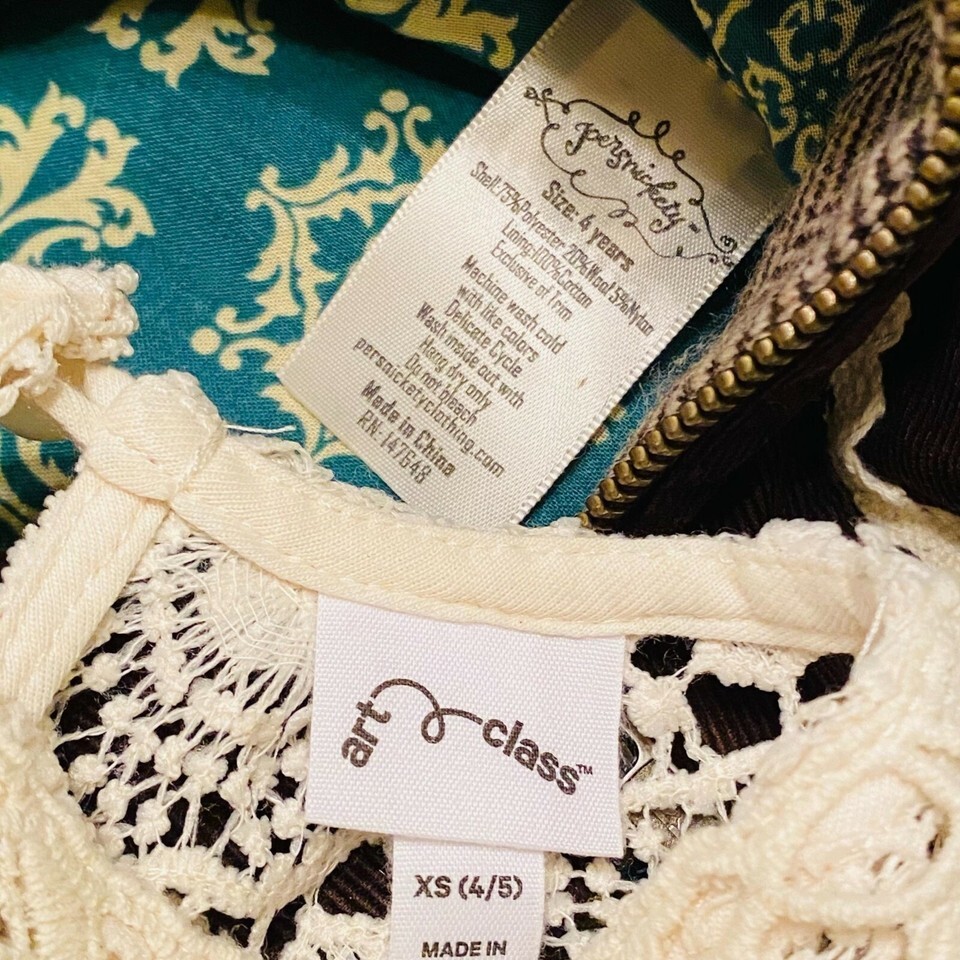 persnickety™
Size: 4 years
Shell:75%Polyester 20%Wool 5%Nylon
Lining:100%Cotton
Exclusive of Trim
Machine wash cold
with like colors
Delicate Cycle
Wash inside out with
Hang dry only
Do not bleach
persnicketyclothing.com
Made in China
RN: 147648
art class™
XS (4/5)
MADE IN